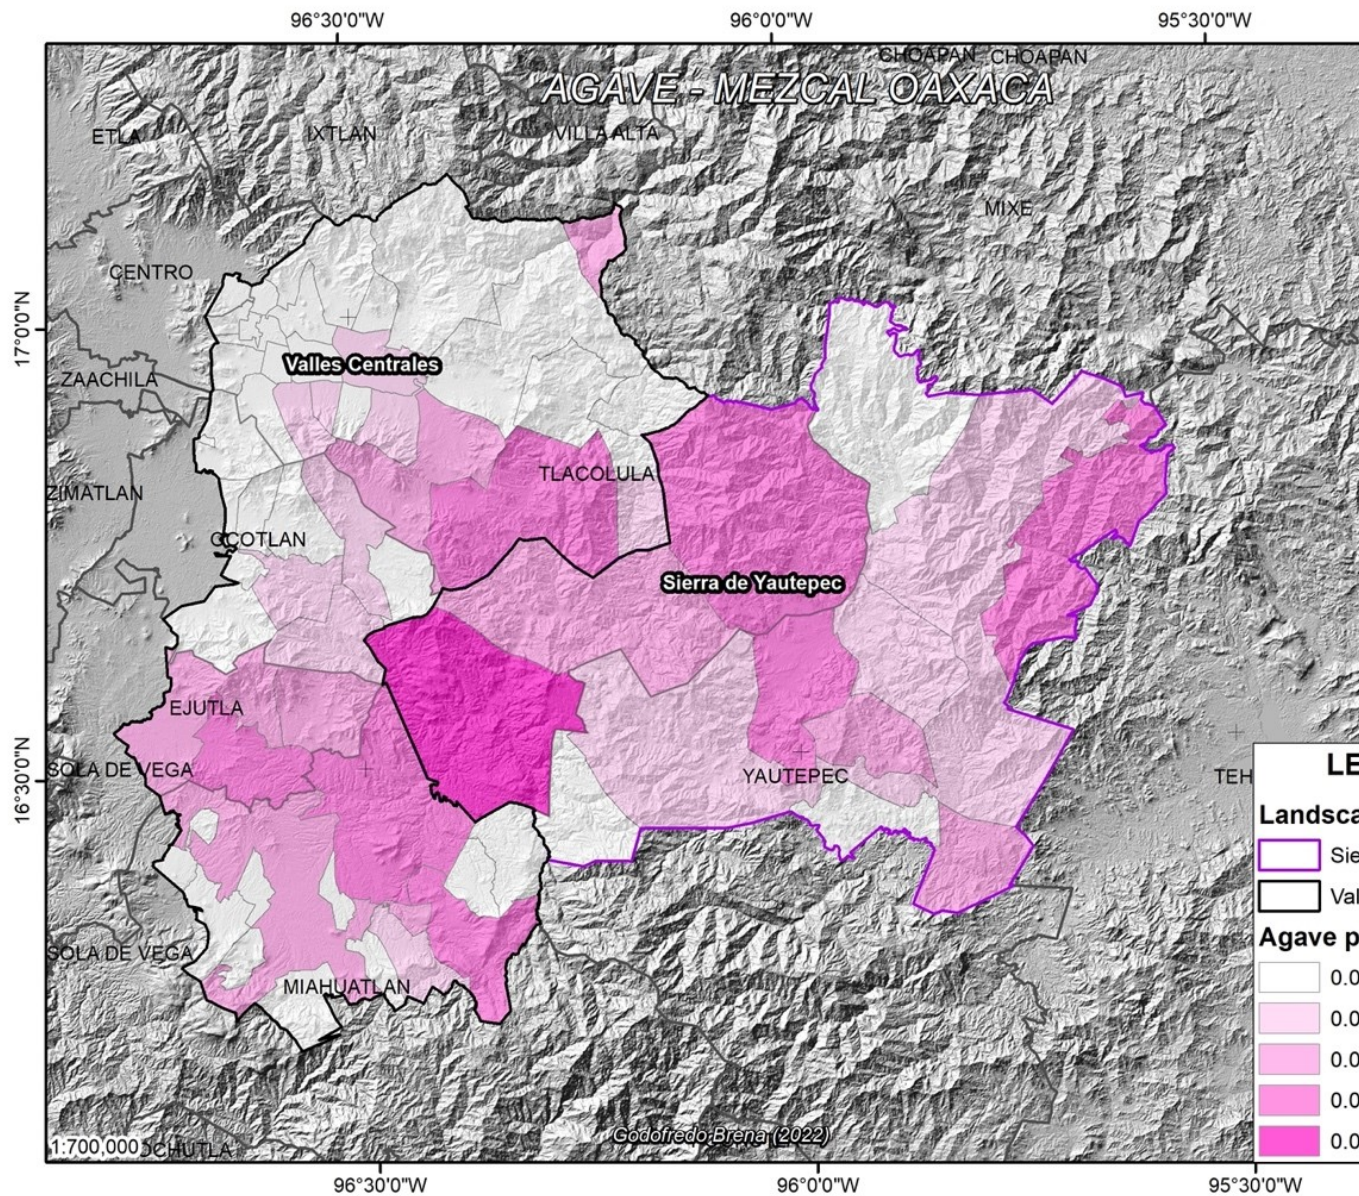 96°30'0"W 96°0'0"W 95°30'0"W
CHOAPAN CHOAPAN
AGAVE - MEZCAL OAXACA
ETLA IXTLAN VILLA ALTA
MIXE
CENTRO
17°0'0"N
Valles Centrales
ZAACHILA
TLACOLULA
ZIMATLAN
OCOTLAN
Sierra de Yautepec
EJUTLA
SOLA DE VEGA YAUTEPEC TEH
16°30'0"N
LE
Landsca
Sie
Val
Agave p
SOLA DE VEGA
0.0
MIAHUATLAN
0.0
0.0
0.0
0.0
Godofredo Brena (2022)
1:700,000 OCHUTLA
96°30'0"W 96°0'0"W 95°30'0"W